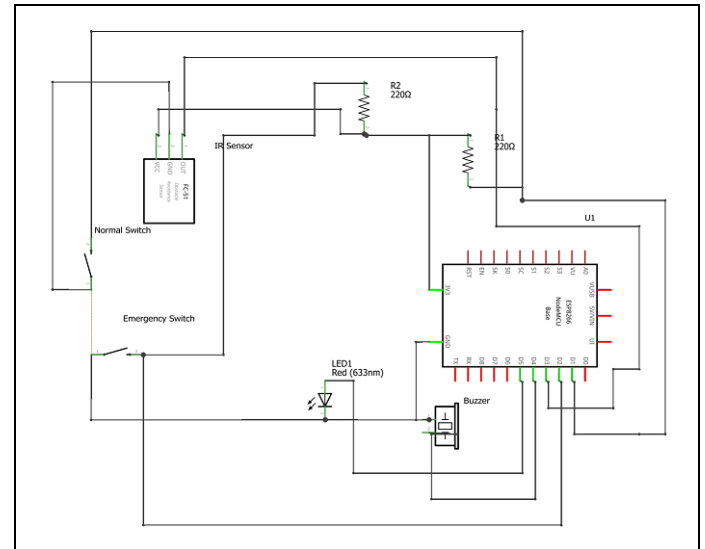 R2
220Ω
R1
220Ω
IR Sensor
VCC
GND
OUT
FC-51
Obstacle
Avoidance
Sensor
Normal Switch
U1
RST
EN
SK
S0
SC
S1
S2
S3
VU
A0
3V3
GND
ESP8266
NodeMCU
Base
VUSB
5V/VIN
UI
TX
RX
D8
D7
D6
D5
D4
D3
D2
D1
D0
Emergency Switch
LED1
Red (633nm)
Buzzer